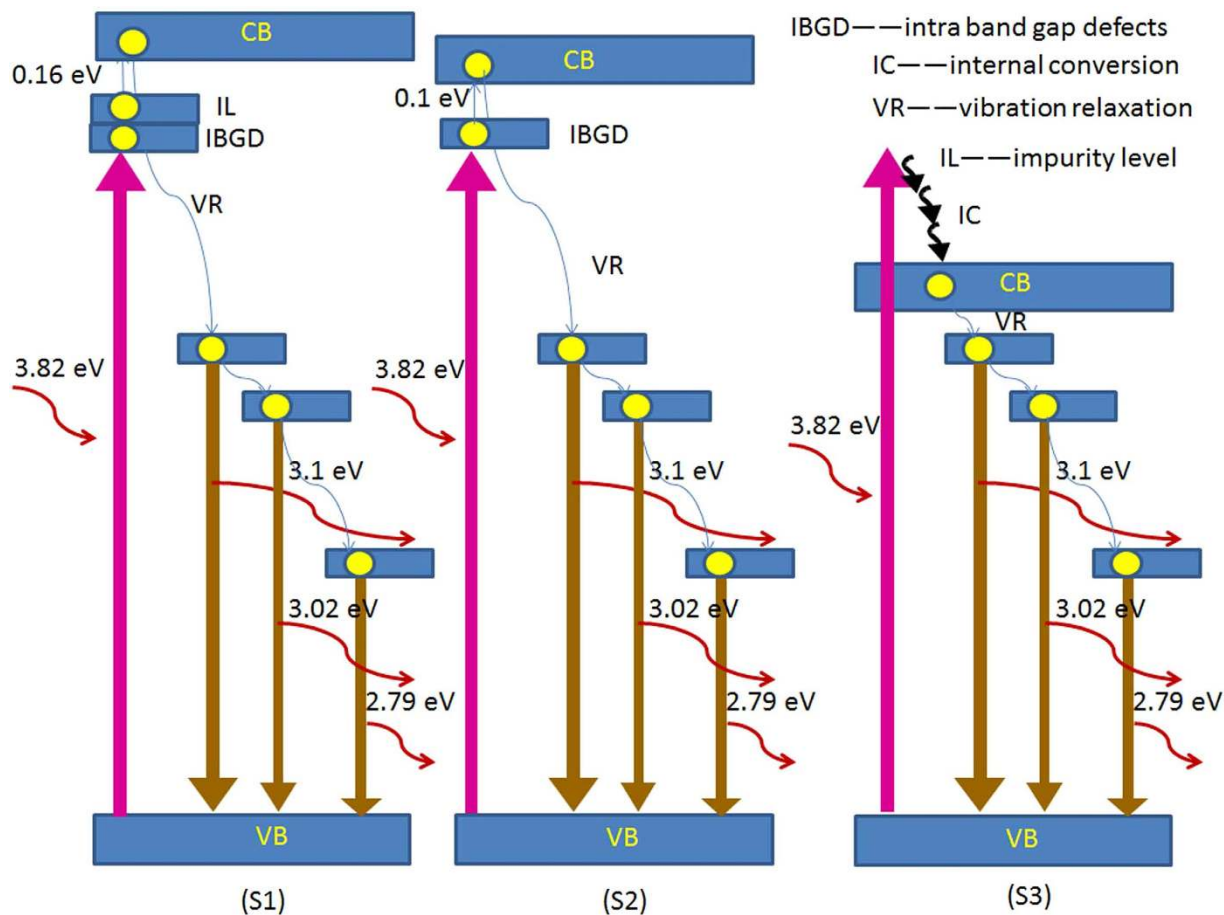 CB
0.16 eV
IL
IBGD
VR
3.82 eV
3.1 eV
3.02 eV
2.79 eV
VB
(S1)
CB
0.1 eV
IBGD
VR
3.82 eV
3.1 eV
3.02 eV
2.79 eV
VB
(S2)
IBGD——intra band gap defects
IC——internal conversion
VR——vibration relaxation
IL——impurity level
IC
CB
VR
3.82 eV
3.1 eV
3.02 eV
2.79 eV
VB
(S3)